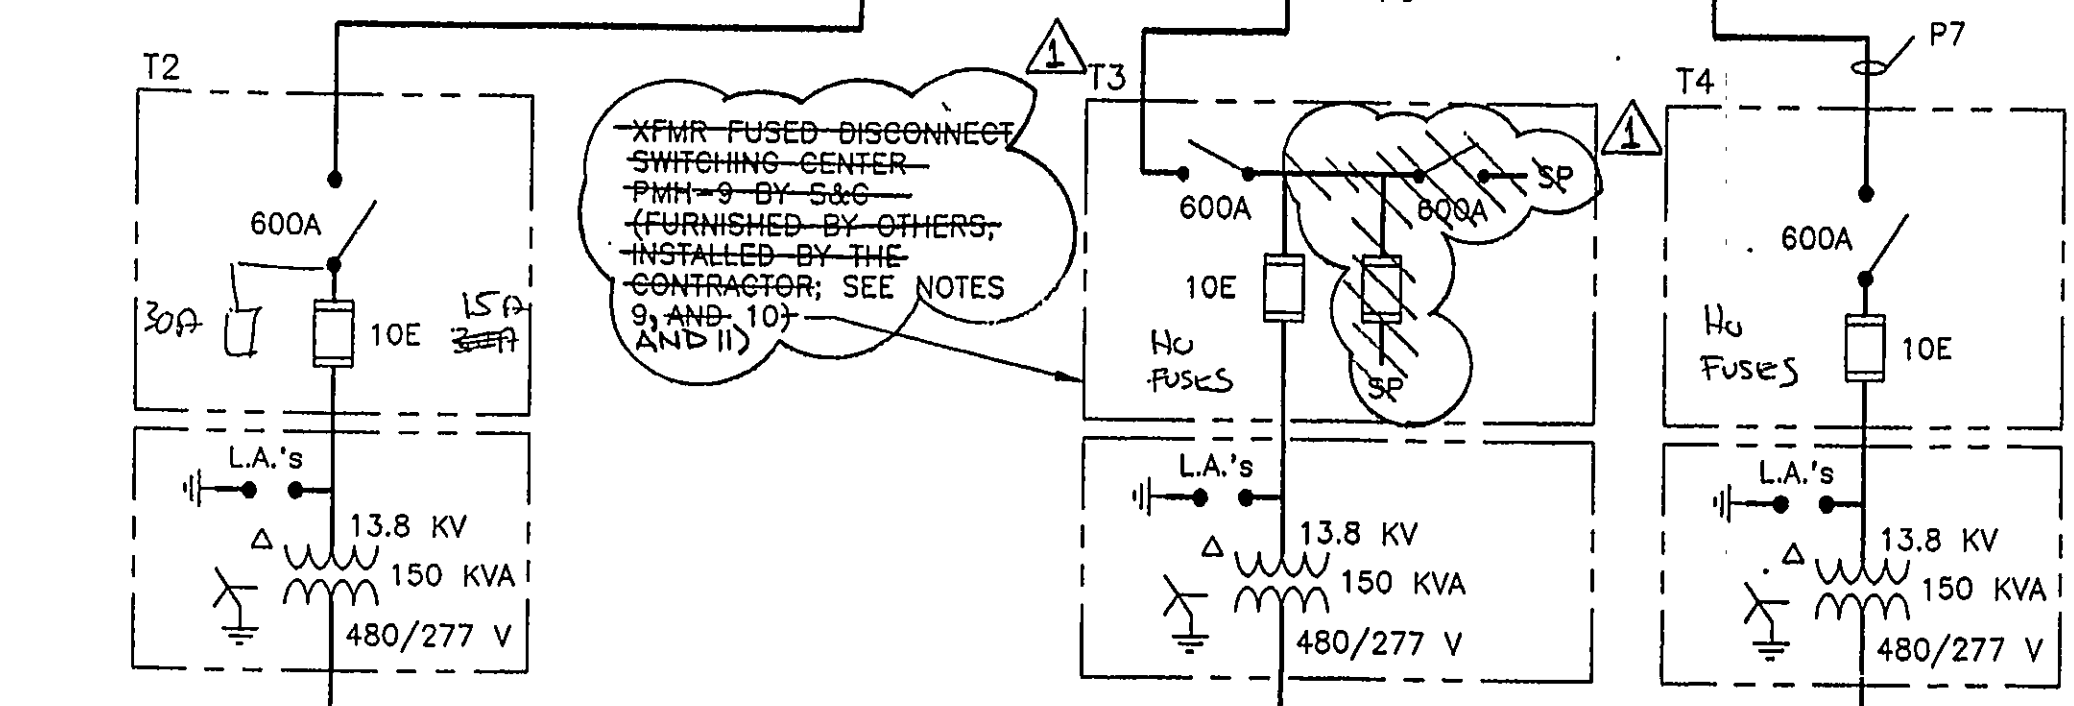 T2
600A
30A
10E
15A
L.A.'s
13.8 KV
150 KVA
480/277 V
1
XFMR FUSED DISCONNECT
SWITCHING CENTER
PMH-9 BY S&C
(FURNISHED BY OTHERS,
INSTALLED BY THE
CONTRACTOR; SEE NOTES
9, AND 10)
AND 11)
T3
600A
600A
SP
10E
SP
No
FUSES
L.A.'s
13.8 KV
150 KVA
480/277 V
1
T4
P7
600A
No
FUSES
10E
L.A.'s
13.8 KV
150 KVA
480/277 V